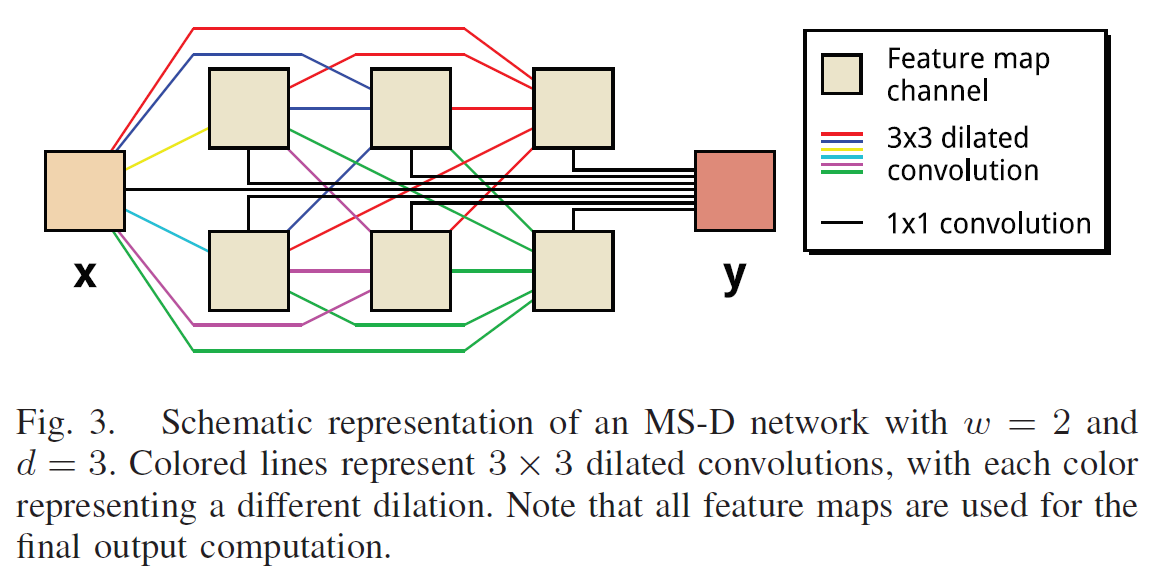 Feature map
channel
3x3 dilated
convolution
1x1 convolution
x
y
Fig. 3. Schematic representation of an MS-D network with w = 2 and
d = 3. Colored lines represent 3 × 3 dilated convolutions, with each color
representing a different dilation. Note that all feature maps are used for the
final output computation.